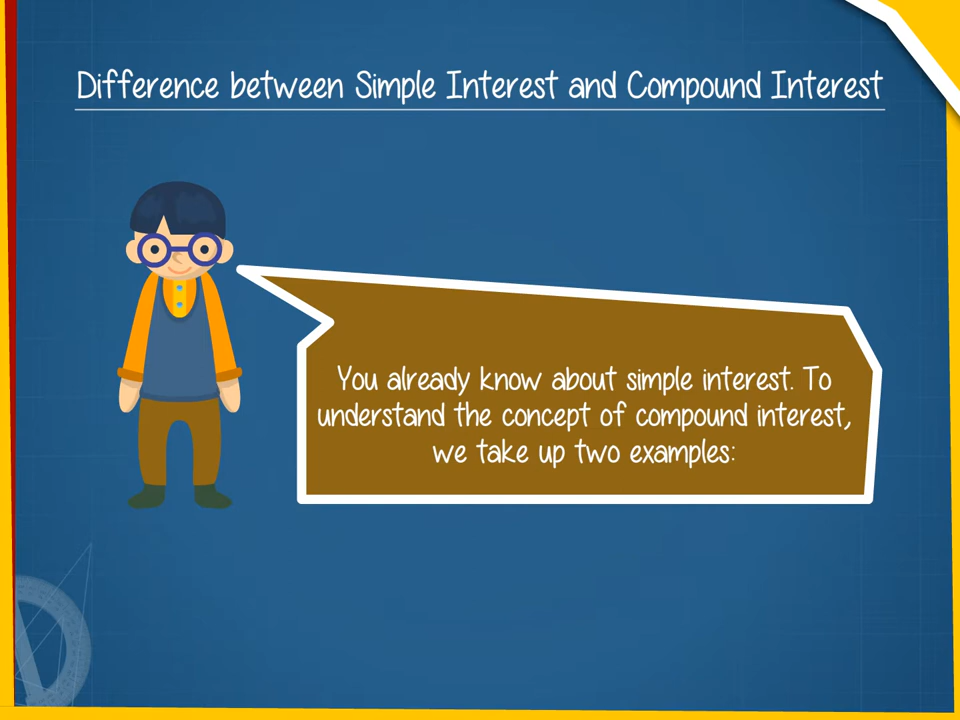 Difference between Simple Interest and Compound Interest
You already know about simple interest. To
understand the concept of compound interest,
we take up two examples: